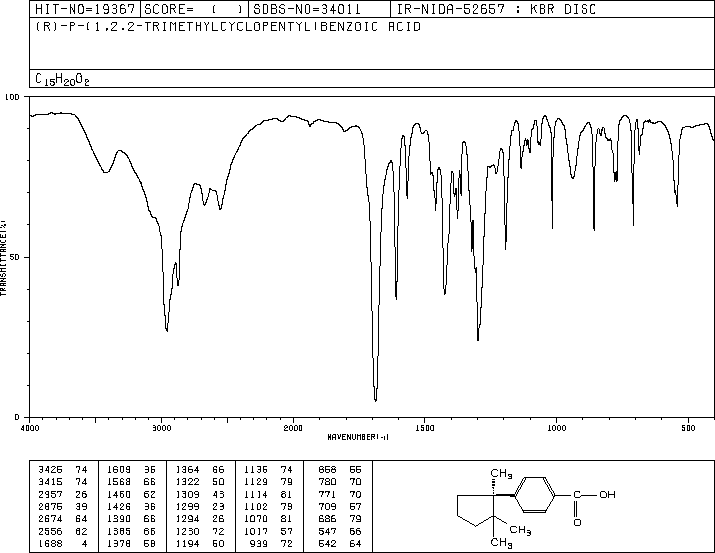 HIT-NO=19367 SCORE= ( ) SDBS-NO=34011 IR-NIDA-52657 : KBR DISC
(R)-P-(1,2,2-TRIMETHYLCYCLOPENTYL)BENZOIC ACID
C15H20O2
100
50
0
TRANSMITTANCE(%)
4000 3000 2000 1500 1000 500
WAVENUMBER(-1)
3425 74 1609 36 1364 66 1136 74 858 55
3415 74 1568 66 1322 50 1129 79 780 70
2957 26 1460 62 1309 43 1114 81 771 70
2875 39 1426 36 1299 23 1102 79 709 57
2674 64 1390 66 1294 26 1070 81 686 79
2556 62 1385 66 1230 72 1017 57 547 66
1688 4 1378 58 1194 50 939 72 542 64
CH3
C
OH
O
CH3
CH3